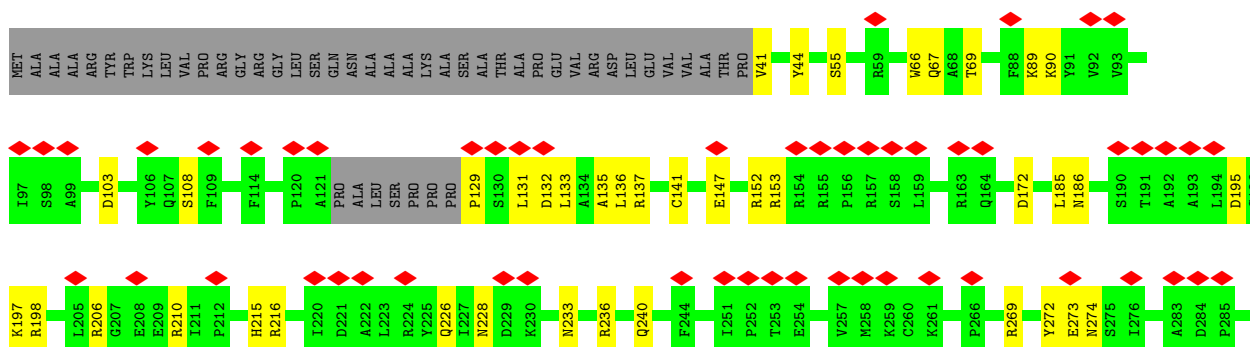 MET ALA ALA ALA ARG TYR TRP LYS LEU VAL PRO ARG GLY ARG GLY LEU SER GLN ASN ALA ALA ALA LYS ALA SER ALA THR ALA PRO GLU VAL ARG ASP LEU GLU VAL VAL ALA THR PRO V41 Y44 S55 R59 W66 Q67 A68 T69 F88 K89 K90 Y91 V92 V93
I97 S98 A99 D103 Y106 Q107 S108 F109 F114 P120 A121 PRO ALA LEU SER PRO PRO PRO P129 S130 L131 D132 L133 A134 A135 L136 R137 C141 E147 R152 R153 R154 R155 P156 R157 S158 L159 R163 Q164 D172 L185 N186 S190 T191 A192 A193 L194 D195
K197 R198 L205 R206 G207 E208 E209 R210 I211 P212 H215 R216 I220 D221 A222 L223 R224 Y225 Q226 I227 N228 D229 K230 N233 R236 Q240 F244 I251 P252 T253 E254 V257 M258 K259 C260 K261 P266 R269 Y272 E273 N274 S275 I276 A283 D284 P285